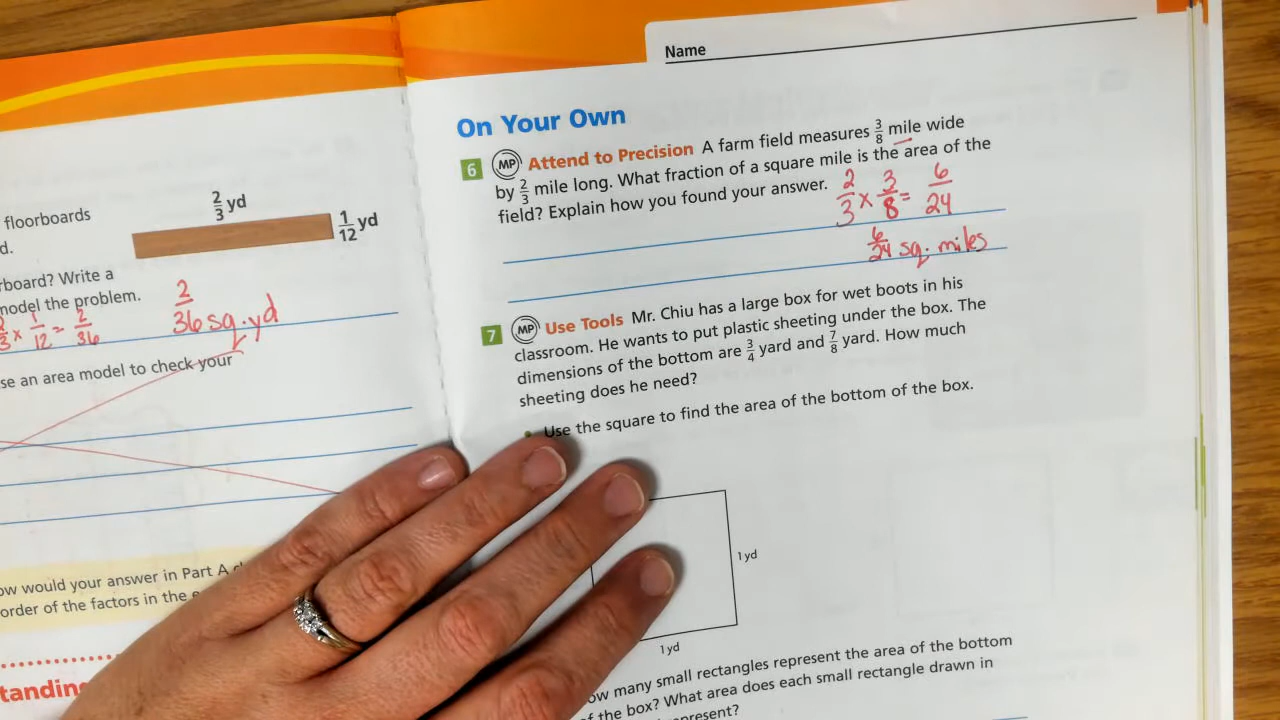 floorboards
d.
2/3 yd
1/12 yd
rboard? Write a
model the problem.
2/3 x 1/12 = 2/36
2/36 sq. yd
se an area model to check your
ow would your answer in Part A
order of the factors in the
tanding
Name
On Your Own
6 MP Attend to Precision A farm field measures 3/8 mile wide
by 2/3 mile long. What fraction of a square mile is the area of the
field? Explain how you found your answer.
2/3 x 3/8 = 6/24
6/24 sq. miles
7 MP Use Tools Mr. Chiu has a large box for wet boots in his
classroom. He wants to put plastic sheeting under the box. The
dimensions of the bottom are 3/4 yard and 7/8 yard. How much
sheeting does he need?
• Use the square to find the area of the bottom of the box.
1 yd
1 yd
ow many small rectangles represent the area of the bottom
of the box? What area does each small rectangle drawn in
present?